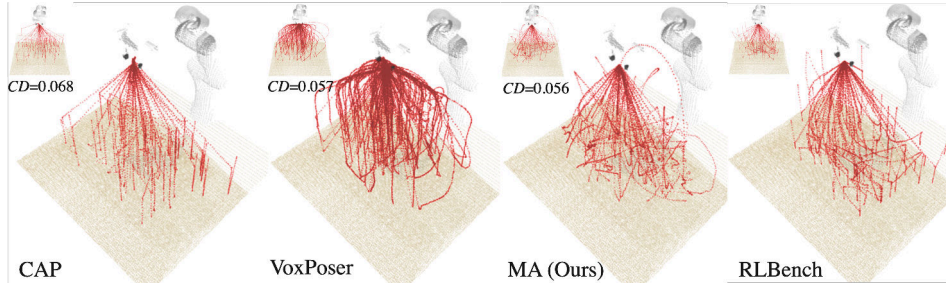 CD=0.068
CD=0.057
CD=0.056
CAP
VoxPoser
MA (Ours)
RLBench